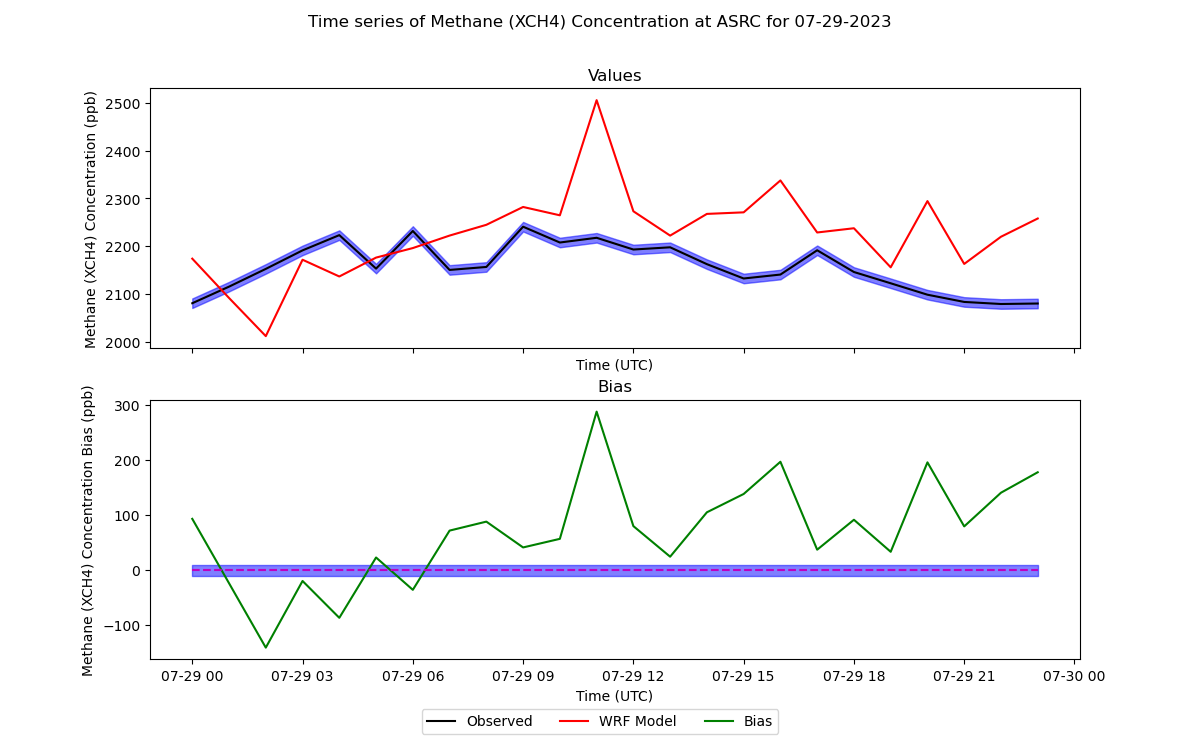 Time series of Methane (XCH4) Concentration at ASRC for 07-29-2023
Values
Methane (XCH4) Concentration (ppb)
2500
2400
2300
2200
2100
2000
Time (UTC)
Bias
Methane (XCH4) Concentration Bias (ppb)
300
200
100
0
−100
07-29 00 07-29 03 07-29 06 07-29 09 07-29 12 07-29 15 07-29 18 07-29 21 07-30 00
Time (UTC)
Observed WRF Model Bias